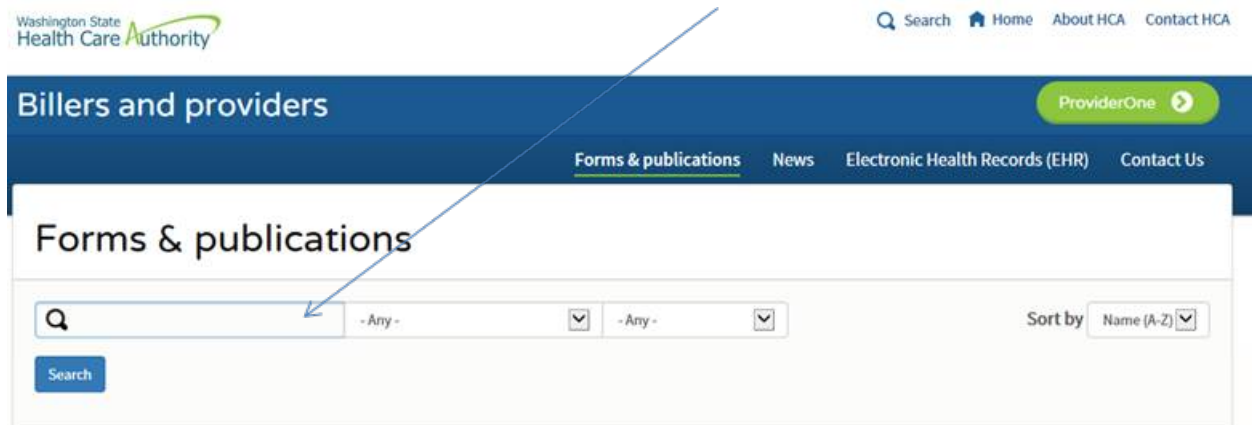 Washington State
Health Care Authority
Search Home About HCA Contact HCA
Billers and providers
ProviderOne
Forms & publications News Electronic Health Records (EHR) Contact Us
Forms & publications
- Any - - Any - Sort by Name (A-Z)
Search